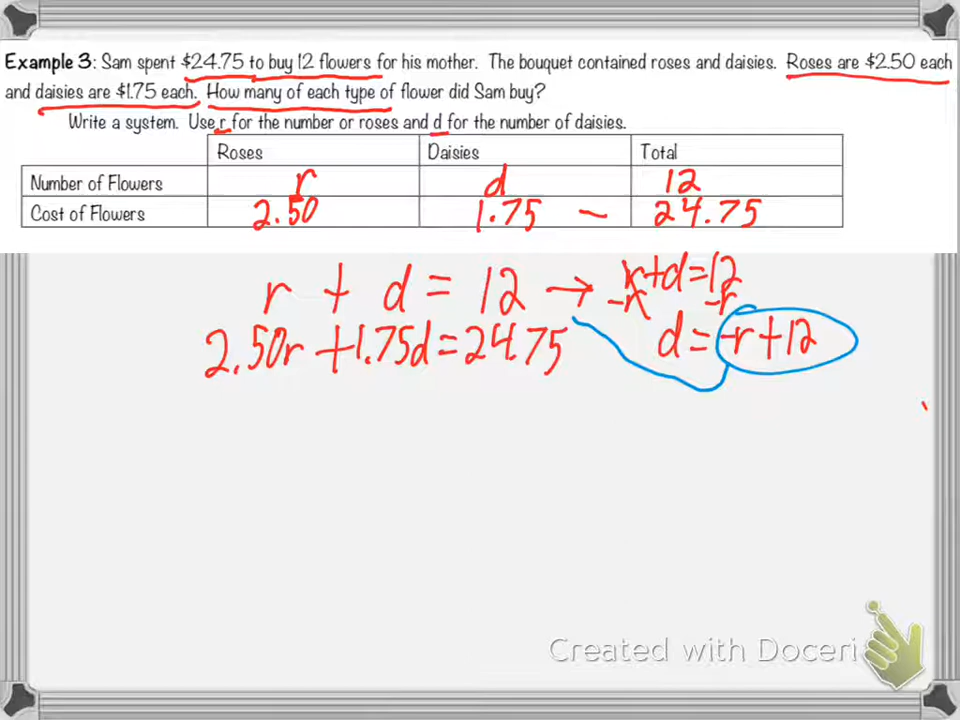 Example 3: Sam spent $24.75 to buy 12 flowers for his mother. The bouquet contained roses and daisies. Roses are $2.50 each
and daisies are $1.75 each. How many of each type of flower did Sam buy?
Write a system. Use r for the number or roses and d for the number of daisies.
Roses Daisies Total
Number of Flowers r d 12
Cost of Flowers 2.50 1.75 - 24.75
r + d = 12 → r+d=12
-r -r
2.50r +1.75d=24.75 d=-r+12
Created with Doceri